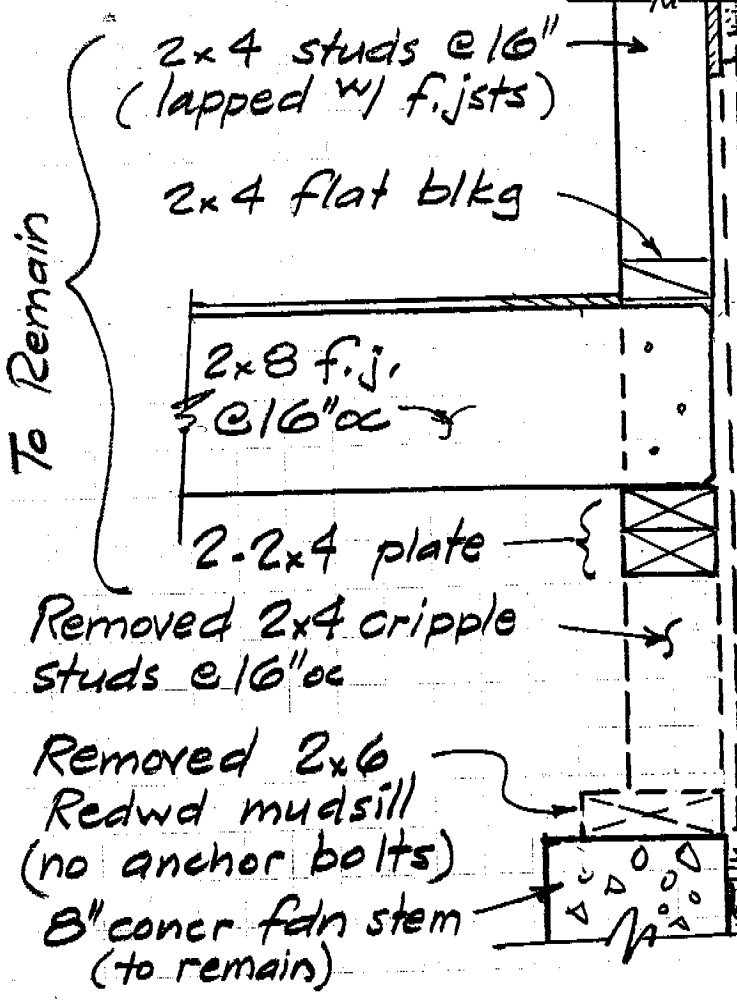 2x4 studs @16"
(lapped w/ f.jsts)
2x4 flat blkg
To Remain
2x8 f.j.
@16"oc
2-2x4 plate
Removed 2x4 cripple
studs @16"oc
Removed 2x6
Redwd mudsill
(no anchor bolts)
8" concr fdn stem
(to remain)